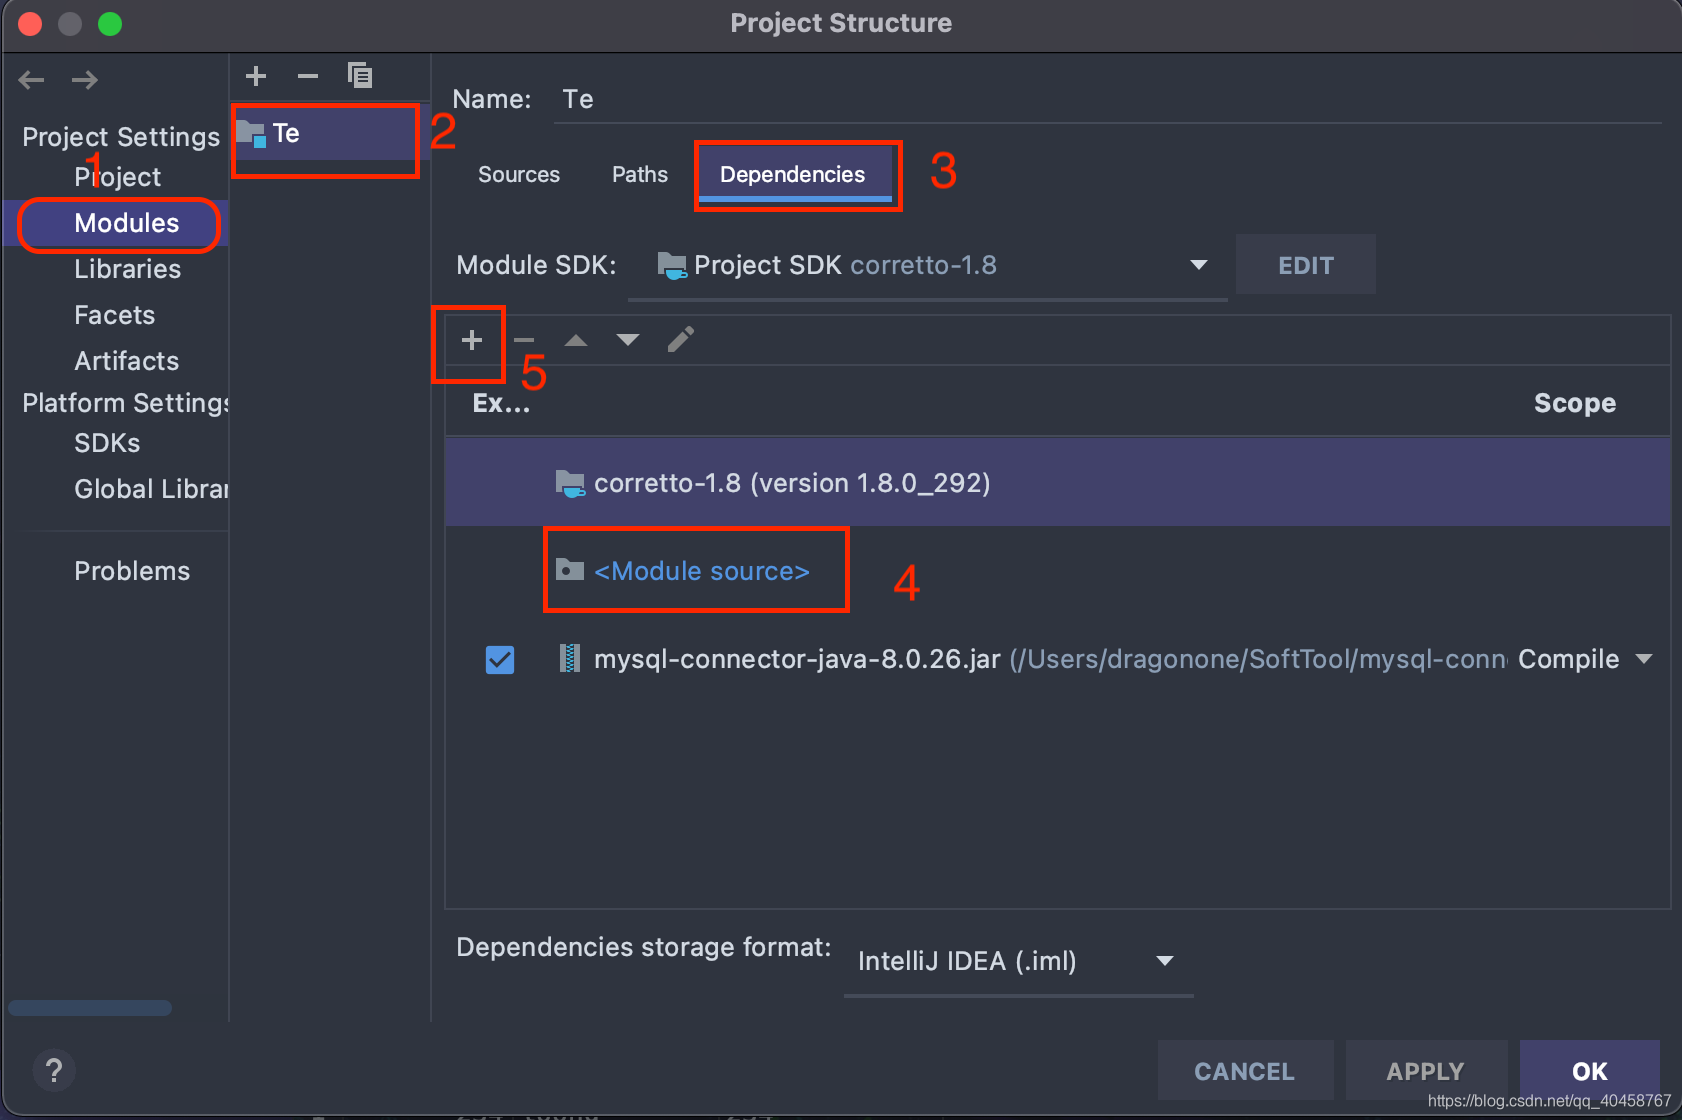 Project Structure
Project Settings
1
Project
Modules
Libraries
Facets
Artifacts
Platform Settings
SDKs
Global Librar
Problems
Te
2
Name: Te
Sources Paths Dependencies 3
Module SDK: Project SDK corretto-1.8 EDIT
5
Ex... Scope
corretto-1.8 (version 1.8.0_292)
<Module source> 4
mysql-connector-java-8.0.26.jar (/Users/dragonone/SoftTool/mysql-conn Compile
Dependencies storage format: IntelliJ IDEA (.iml)
? CANCEL APPLY OK
https://blog.csdn.net/qq_40458767